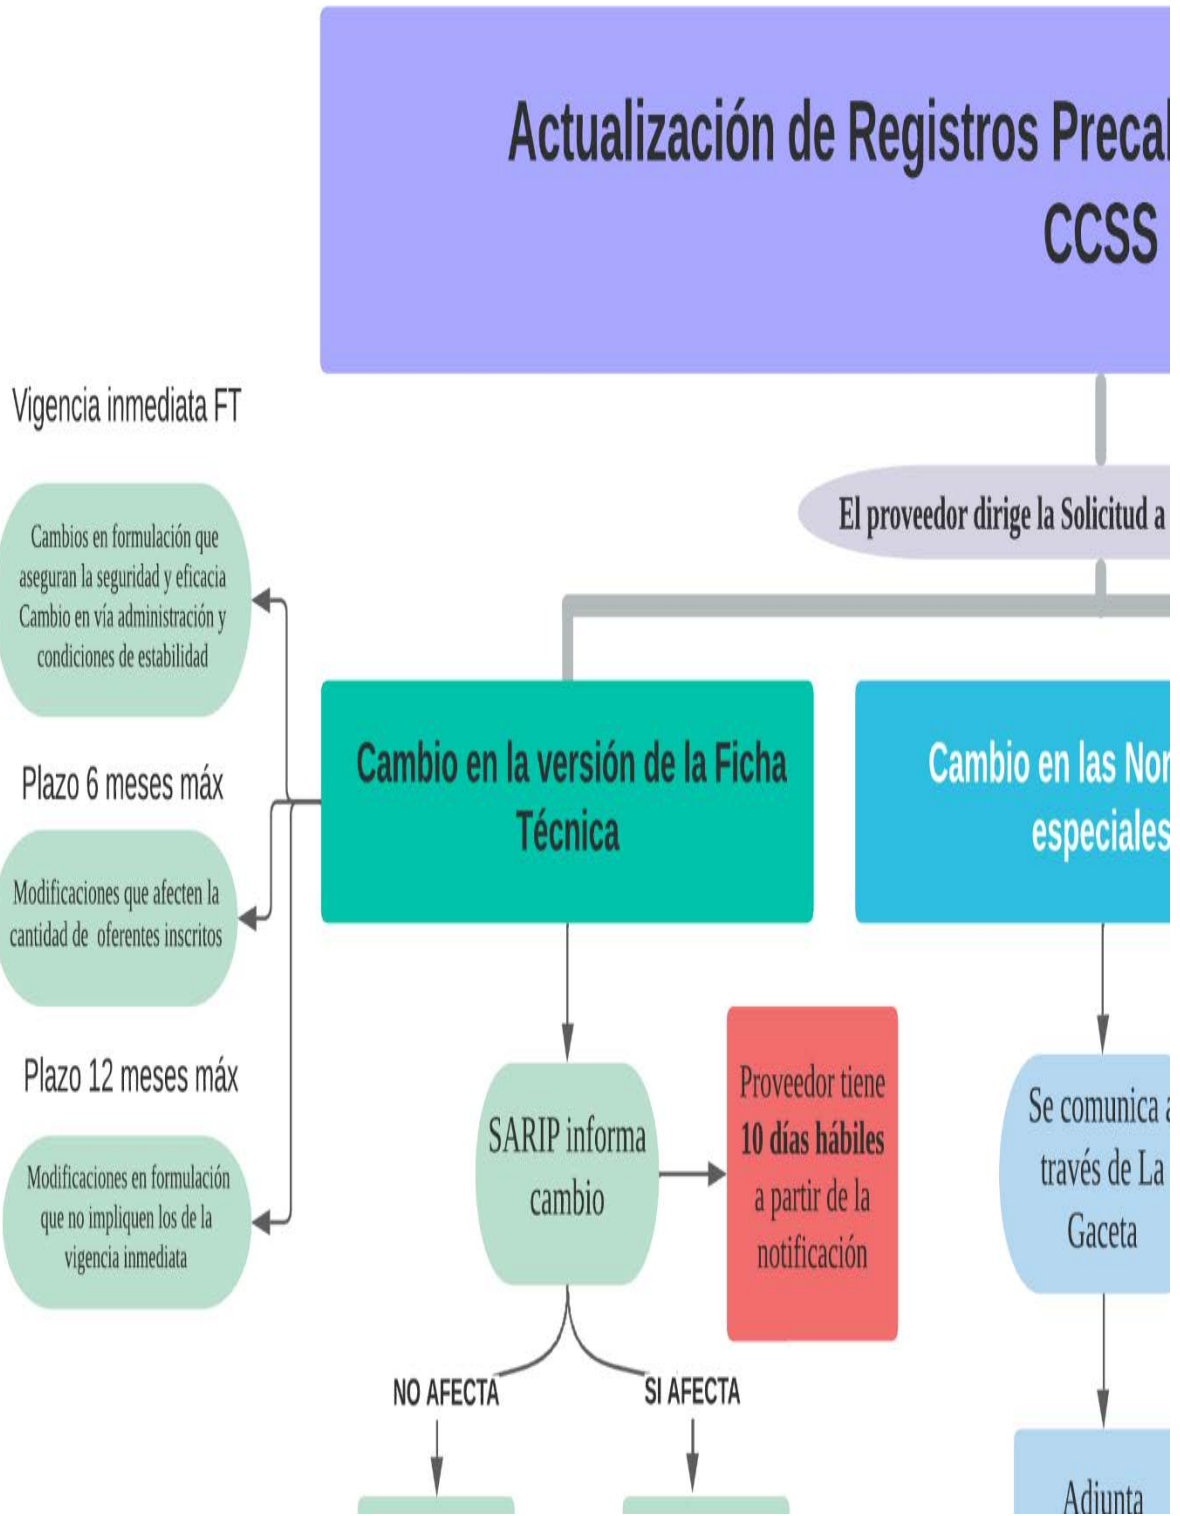 Actualización de Registros Precal
CCSS
Vigencia inmediata FT
Cambios en formulación que
aseguran la seguridad y eficacia
Cambio en vía administración y
condiciones de estabilidad
El proveedor dirige la Solicitud a
Plazo 6 meses máx
Modificaciones que afecten la
cantidad de oferentes inscritos
Plazo 12 meses máx
Modificaciones en formulación
que no impliquen los de la
vigencia inmediata
Cambio en la versión de la Ficha
Técnica
Cambio en las Nor
especiales
SARIP informa
cambio
Proveedor tiene
10 días hábiles
a partir de la
notificación
Se comunica a
través de La
Gaceta
NO AFECTA
SI AFECTA
Adjunta